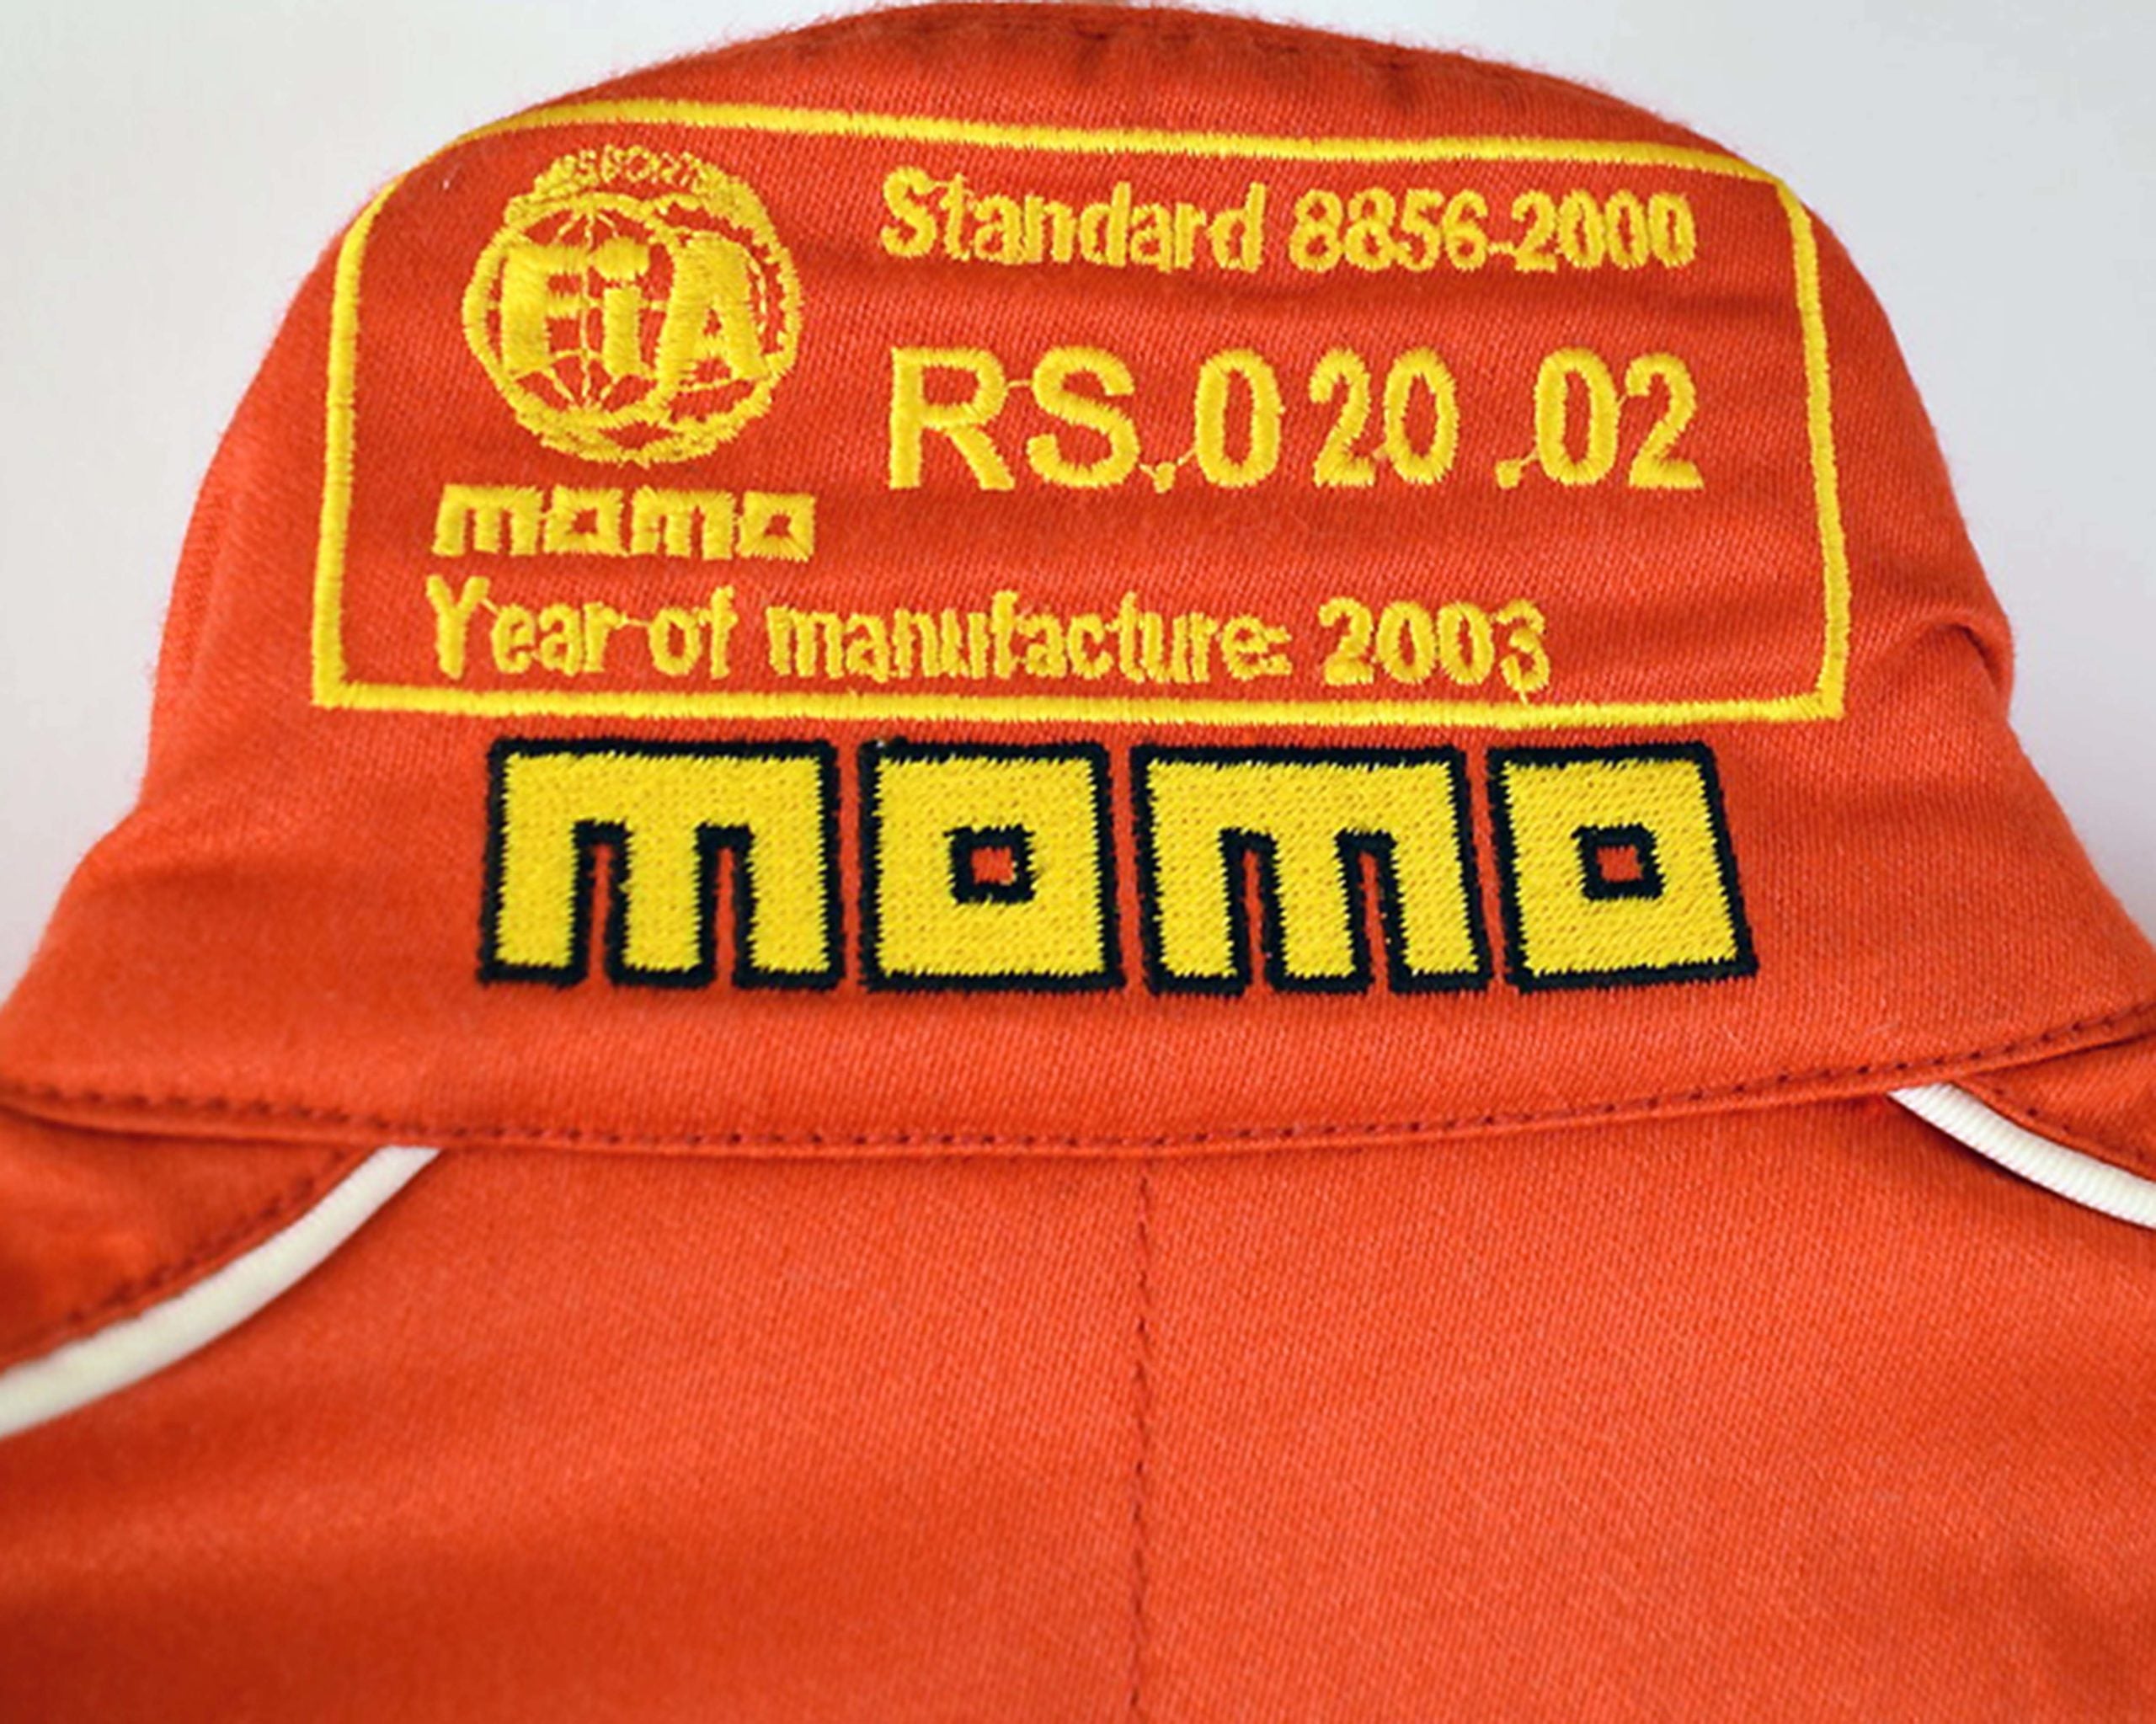 FiA
Standard 8856-2000
RS.020.02
momo
Year of manufacture: 2003
momo